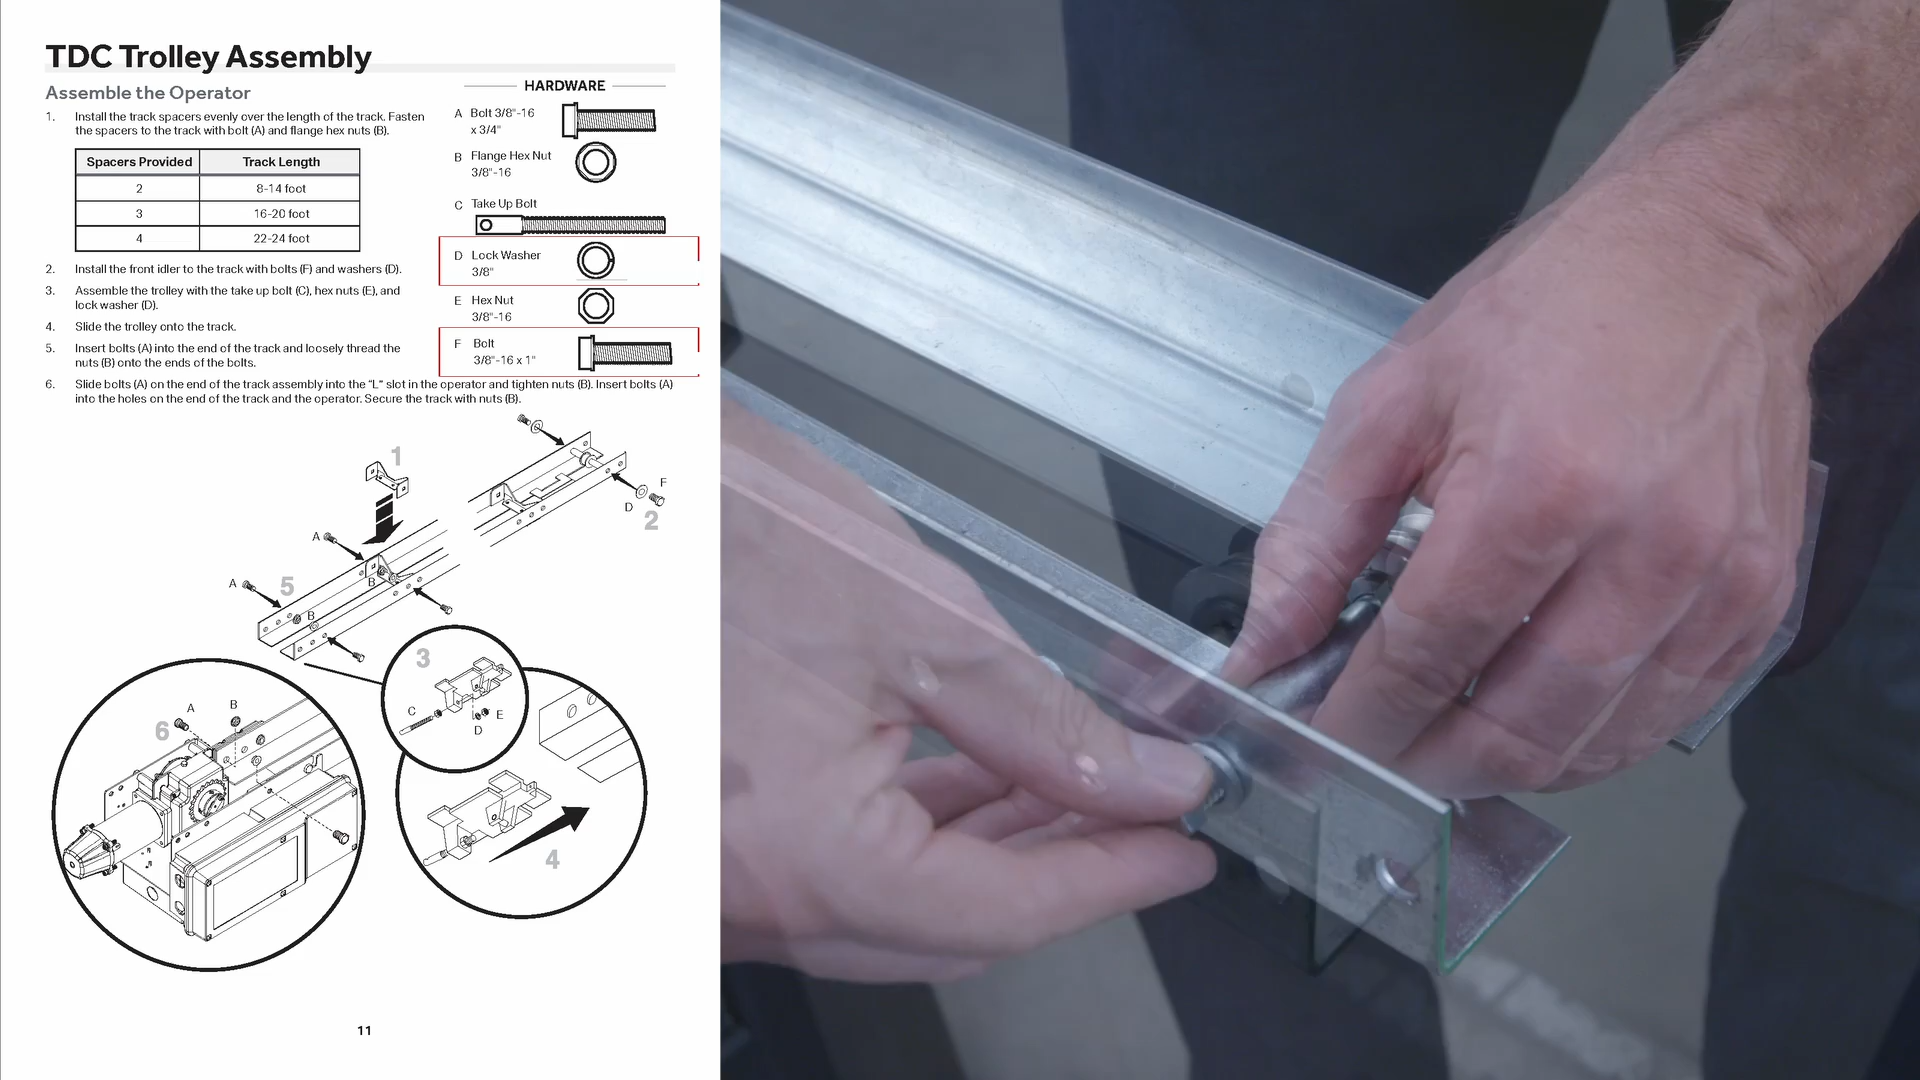 TDC Trolley Assembly
Assemble the Operator
1. Install the track spacers evenly over the length of the track. Fasten
the spacers to the track with bolt (A) and flange hex nuts (B).
Spacers Provided Track Length
2 8-14 foot
3 16-20 foot
4 22-24 foot
2. Install the front idler to the track with bolts (F) and washers (D).
3. Assemble the trolley with the take up bolt (C), hex nuts (E), and
lock washer (D).
4. Slide the trolley onto the track.
5. Insert bolts (A) into the end of the track and loosely thread the
nuts (B) onto the ends of the bolts.
6. Slide bolts (A) on the end of the track assembly into the "L" slot in the operator and tighten nuts (B). Insert bolts (A)
into the holes on the end of the track and the operator. Secure the track with nuts (B).
HARDWARE
A Bolt 3/8"-16
x 3/4"
B Flange Hex Nut
3/8"-16
C Take Up Bolt
D Lock Washer
3/8"
E Hex Nut
3/8"-16
F Bolt
3/8"-16 x 1"
1
F
D
2
A
A
5
B
B
3
C
E
D
6
A
B
4
11